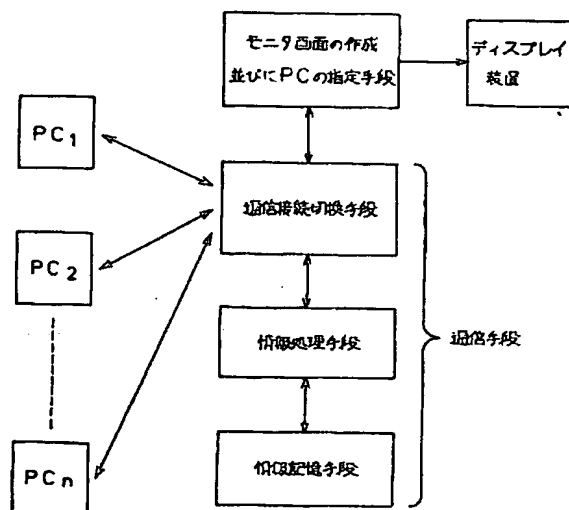 モニタ画面の作成
並びにPCの指定手段
ディスプレイ
装置
PC1
通信接続切換手段
PC2
情報処理手段
通信手段
情報記憶手段
PCn